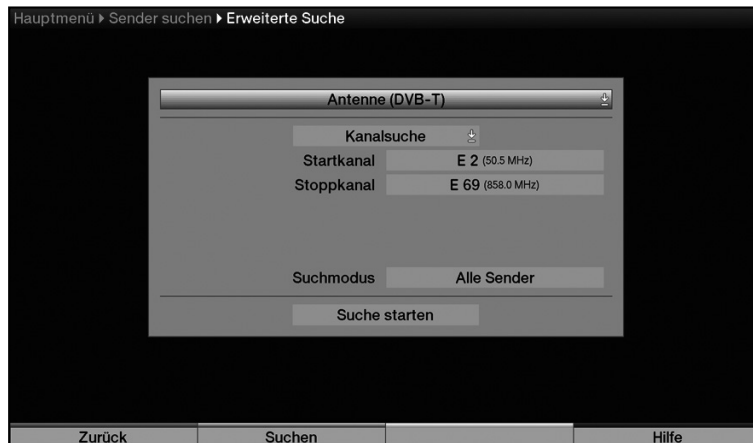 Hauptmenü ▸ Sender suchen ▸ Erweiterte Suche
Antenne (DVB-T)
Kanalsuche
Startkanal E 2 (50.5 MHz)
Stoppkanal E 69 (858.0 MHz)
Suchmodus Alle Sender
Suche starten
Zurück Suchen Hilfe